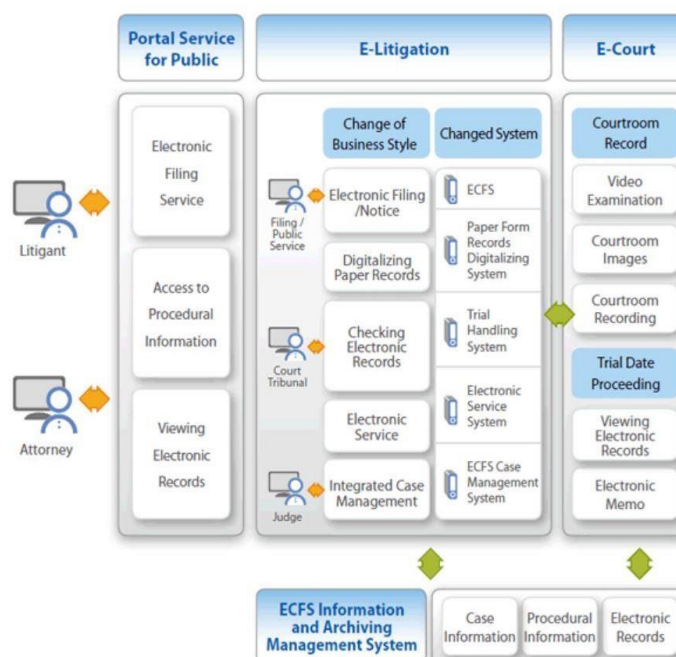 Portal Service
for Public
E-Litigation
E-Court
Litigant
Attorney
Electronic
Filing
Service
Access to
Procedural
Information
Viewing
Electronic
Records
Filing /
Public
Service
Court
Tribunal
Judge
Change of
Business Style
Electronic Filing
/Notice
Digitalizing
Paper Records
Checking
Electronic
Records
Electronic
Service
Integrated Case
Management
Changed System
ECFS
Paper Form
Records
Digitalizing
System
Trial
Handling
System
Electronic
Service
System
ECFS Case
Management
System
Courtroom
Record
Video
Examination
Courtroom
Images
Courtroom
Recording
Trial Date
Proceeding
Viewing
Electronic
Records
Electronic
Memo
ECFS Information
and Archiving
Management System
Case
Information
Procedural
Information
Electronic
Records